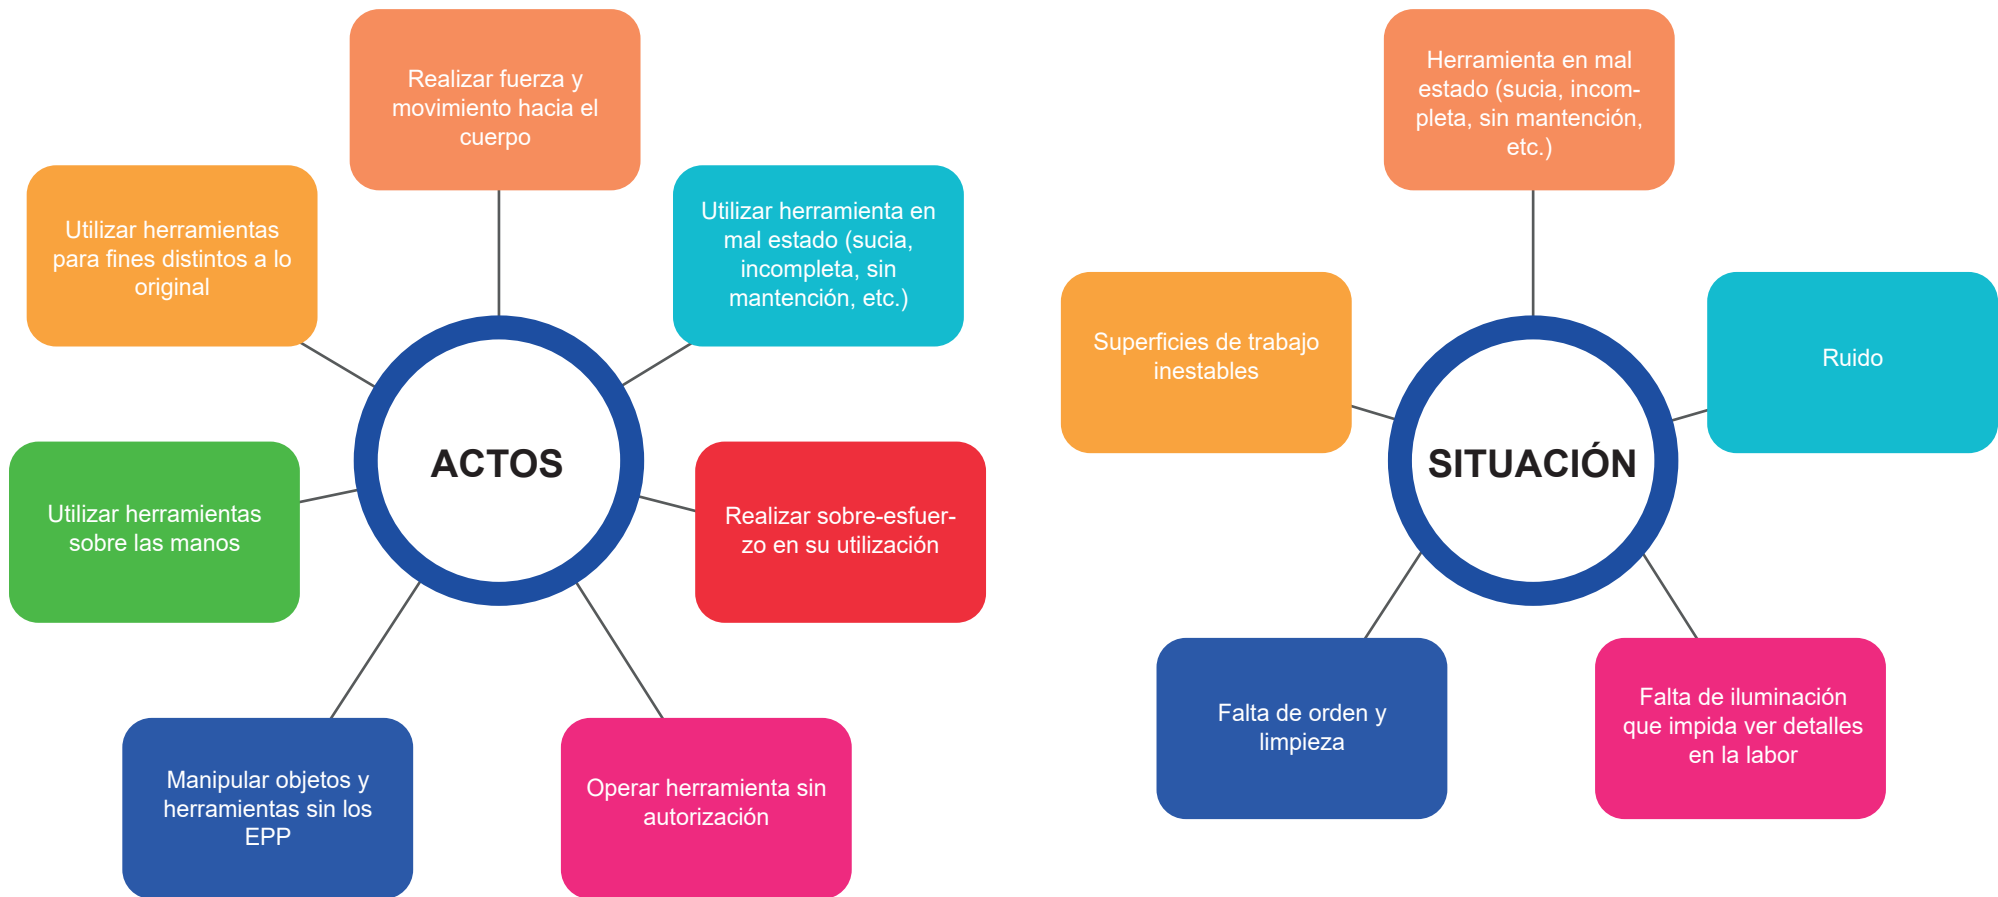 Realizar fuerza y
movimiento hacia el
cuerpo
Utilizar herramientas
para fines distintos a lo
original
Utilizar herramienta en
mal estado (sucia,
incompleta, sin
mantención, etc.)
ACTOS
Utilizar herramientas
sobre las manos
Realizar sobre-esfuer-
zo en su utilización
Manipular objetos y
herramientas sin los
EPP
Operar herramienta sin
autorización
Herramienta en mal
estado (sucia, incom-
pleta, sin mantención,
etc.)
Superficies de trabajo
inestables
Ruido
SITUACIÓN
Falta de orden y
limpieza
Falta de iluminación
que impida ver detalles
en la labor